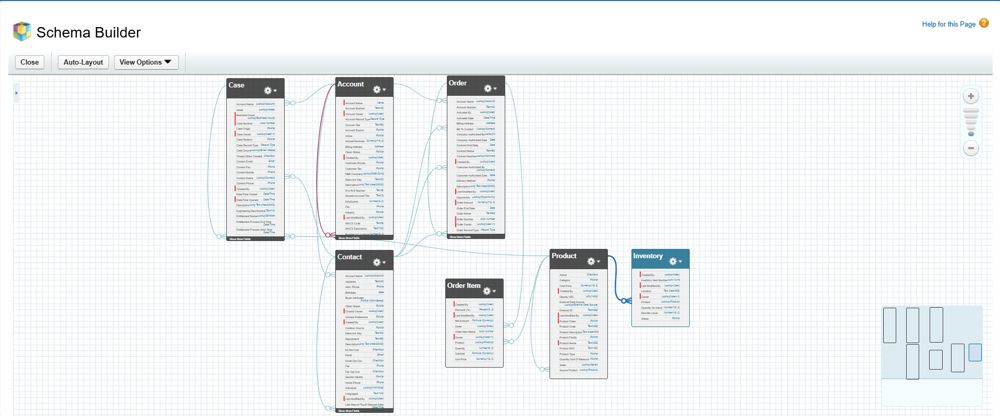 Help for this Page
Schema Builder
Close
Auto-Layout
View Options
Case
Account Name Lookup(Account)
Asset Lookup(Asset)
Business Hours
Lookup(Business Hours)
Case Number Auto Number
Case Origin Picklist
Case Owner Lookup(User+1)
Case Reason Picklist
Case Record Type Record Type
Case Source Lookup(Email Messag
Closed When Created Checkbox
Contact Email Email
Contact Fax Phone
Contact Mobile Phone
Contact Name Lookup(Contact)
Contact Phone Phone
Created By Lookup(User)
Date/Time Closed Date/Time
Date/Time Opened Date/Time
Description Long Text Area(32000)
Engineering Req Number Text(10)
Entitlement Name Lookup(Entitlem
Entitlement Process End Time
Date/Time
Entitlement Process Start Time
Date/Time
Show More Fields
Account
Account Name Name
Account Number Text(40)
Account Owner Lookup(User)
Account Record Type Record Type
Account Site Text(80)
Account Source Picklist
Active Picklist
Annual Revenue Currency(18, 0)
Billing Address Address
Clean Status Picklist
Created By Lookup(User)
Customer Priority Picklist
Customer Tier Picklist
D&B Company Lookup(D&B Comp
Data.com Key Text(20)
Description Long Text Area(32000)
D-U-N-S Number Text(9)
Einstein Account Tier Text(2)
Employees Number(8, 0)
Fax Phone
Industry Picklist
Last Modified By Lookup(User)
NAICS Code Text(8)
NAICS Description Text(120)
Number of Locations Number(3, 0)
Show More Fields
Order
Account Name Lookup(Account)
Account Number Text(40)
Activated By Lookup(User)
Activated Date Date/Time
Billing Address Address
Bill To Contact Lookup(Contact)
Company Authorized By Lookup(U
Company Authorized Date Date
Contract End Date Date
Contract Name Text(80)
Contract Number Lookup(Contract)
Created By Lookup(User)
Customer Authorized By
Lookup(Contact)
Customer Authorized Date Date
Delivery Method Picklist
Description Long Text Area(32000)
Last Modified By Lookup(User)
Opportunity Lookup(Opportunity)
Order Amount Currency(16, 2)
Order End Date Date
Order Name Text(80)
Order Number Auto Number
Order Owner Lookup(User+1)
Order Record Type Record Type
Show More Fields
Contact
Account Name Lookup(Account)
Assistant Text(40)
Asst. Phone Phone
Birthdate Date
Buyer Attributes
Picklist (Multi-Select)
Clean Status Picklist
Contact Owner Lookup(User)
Contact Preference Picklist
Created By Lookup(User)
Creation Source Picklist
Data.com Key Text(20)
Department Text(80)
Description Long Text Area(32000)
Do Not Call Checkbox
Email Email
Email Opt Out Checkbox
Fax Phone
Fax Opt Out Checkbox
Gender Identity Picklist
Home Phone Phone
Individual Lookup(Individual)
Languages Text(100)
Last Modified By Lookup(User)
Last Stay-in-Touch Request Date
Date/Time
Show More Fields
Order Item
Created By Lookup(User)
Discount (%)
Last Modified By Lookup(User)
Net Amount Formula (Currency)
Order Lookup(Order)
Order Item Name Auto Number
Owner Lookup(User+1)
Product Lookup(Product)
Quantity
Subtotal Formula (Currency)
Unit Price
Product
Active Checkbox
Category Picklist
Cost Price
Created By Lookup(User)
Display URL URL(1000)
External Data Source
Lookup(External Data Source)
External ID Text(255)
Last Modified By Lookup(User)
Product Class Picklist
Product Code Text(255)
Product Description Text Area(400
Product Family Picklist
Product Name Text(255)
Product SKU Text(180)
Product Type Picklist
Quantity Unit Of Measure Picklist
Seller Lookup(Seller)
Source Product Lookup(Product)
Inventory
Created By Lookup(User)
Inventory Item Number Auto Numb
Last Modified By Lookup(User)
Location Text Area(255)
Owner Lookup(User+1)
Product Lookup(Product)
Quantity On Hand Number(18, 0)
Reorder Level Number(18, 0)
Status Picklist